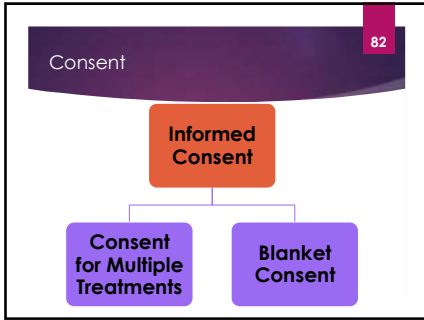 82
Consent
Informed
Consent
Consent
for Multiple
Treatments
Blanket
Consent